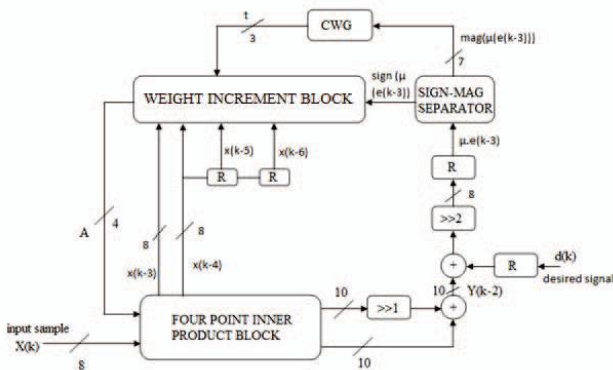 t
3
CWG
mag(μ(e(k-3)))
7
WEIGHT INCREMENT BLOCK
sign (μ
(e(k-3))
SIGN-MAG
SEPARATOR
x(k-5)
x(k-6)
R
R
μ.e(k-3)
R
8
>>2
A
4
8
8
x(k-3)
x(k-4)
+
R
d(k)
desired signal
10
Y(k-2)
10
>>1
+
FOUR POINT INNER
PRODUCT BLOCK
input sample
X(k)
8
10